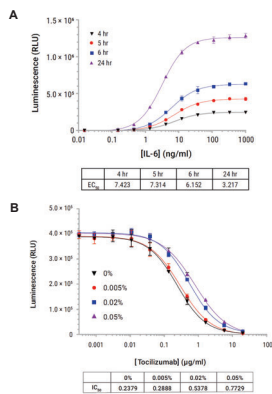 A
1.5×10⁶
1.0×10⁶
5.0×10⁵
0
Luminescence (RLU)
4 hr
5 hr
6 hr
24 hr
0.01 0.1 1 10 100 1000
[IL-6] (ng/ml)
4 hr 5 hr 6 hr 24 hr
EC₅₀ 7.423 7.314 6.152 3.217
B
5.0×10⁵
4.0×10⁵
3.0×10⁵
2.0×10⁵
1.0×10⁵
0
Luminescence (RLU)
0%
0.005%
0.02%
0.05%
0.001 0.01 0.1 1 10
[Tocilizumab] (µg/ml)
0% 0.005% 0.02% 0.05%
IC₅₀ 0.2379 0.2888 0.5378 0.7729